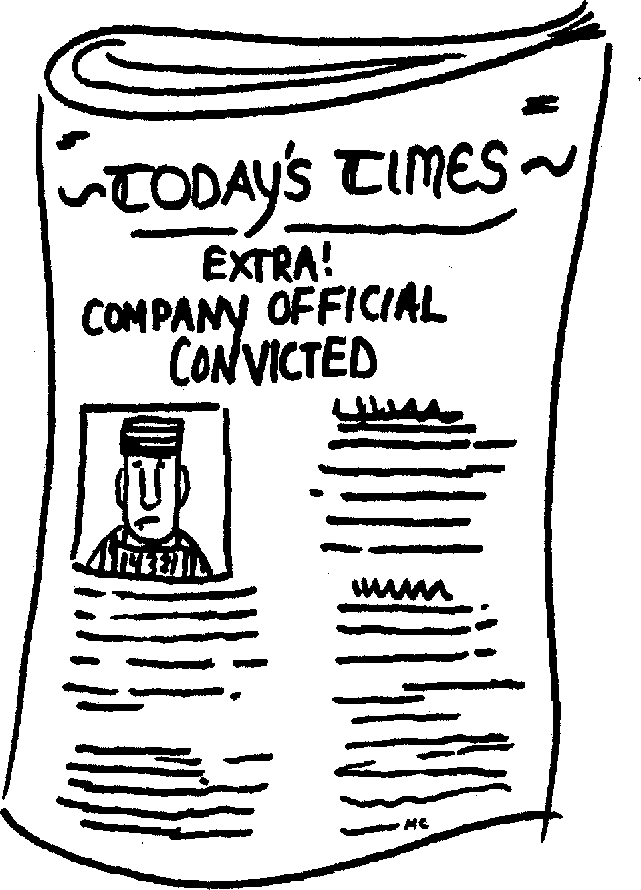 TODAY'S TIMES
EXTRA!
COMPANY OFFICIAL
CONVICTED